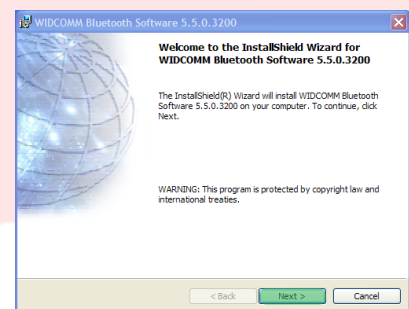 WIDCOMM Bluetooth Software 5.5.0.3200
Welcome to the InstallShield Wizard for
WIDCOMM Bluetooth Software 5.5.0.3200
The InstallShield(R) Wizard will install WIDCOMM Bluetooth
Software 5.5.0.3200 on your computer. To continue, click
Next.
WARNING: This program is protected by copyright law and
international treaties.
< Back Next > Cancel